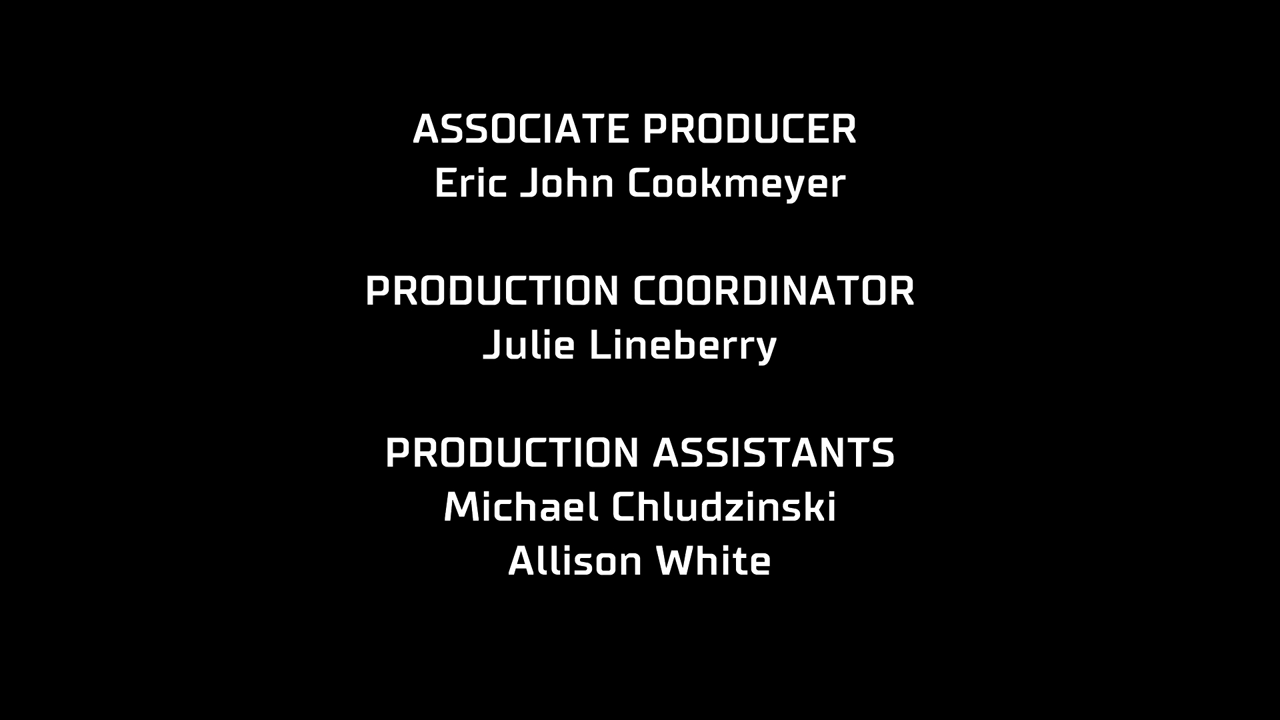 ASSOCIATE PRODUCER
Eric John Cookmeyer
PRODUCTION COORDINATOR
Julie Lineberry
PRODUCTION ASSISTANTS
Michael Chludzinski
Allison White